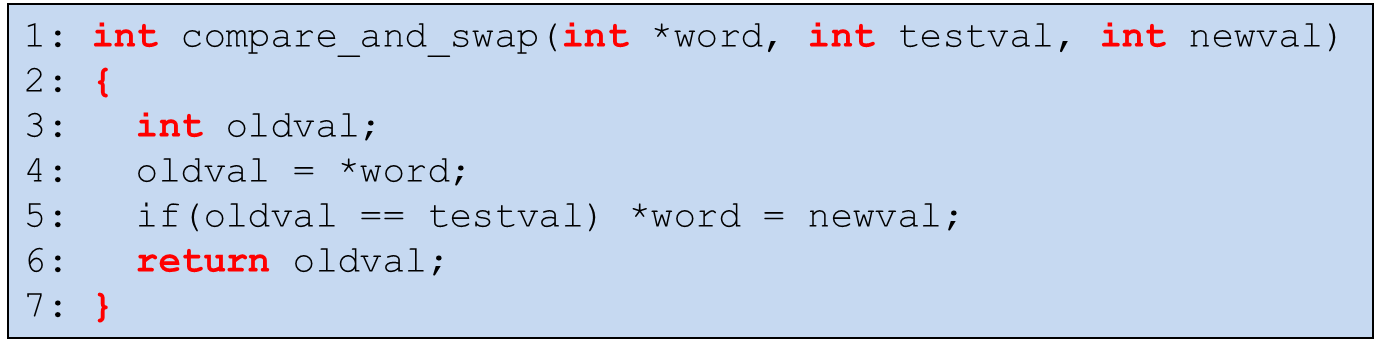 1: int compare_and_swap(int *word, int testval, int newval)
2: {
3:   int oldval;
4:   oldval = *word;
5:   if(oldval == testval) *word = newval;
6:   return oldval;
7: }